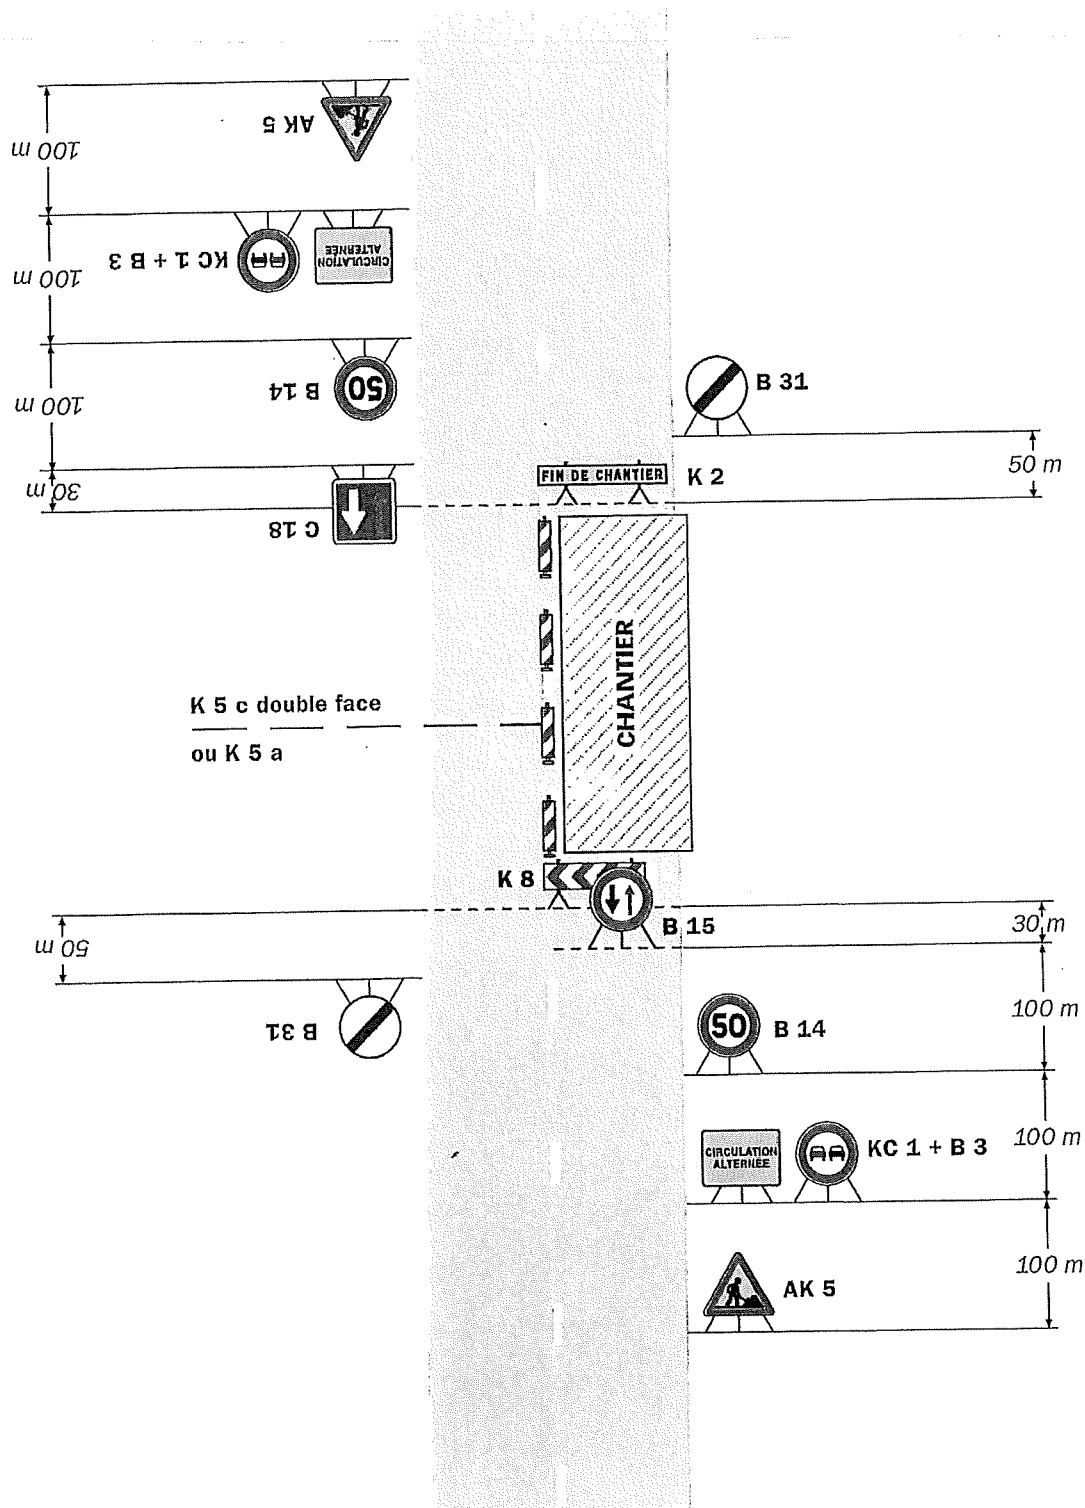 AK 5
100 m
KC 1 + B 3
CIRCULATION
ALTERNÉE
100 m
B 14
50
100 m
B 31
FIN DE CHANTIER
K 2
50 m
30 m
C 18
CHANTIER
K 5 c double face
ou K 5 a
K 8
B 15
30 m
50 m
B 31
50
B 14
100 m
CIRCULATION
ALTERNÉE
KC 1 + B 3
100 m
AK 5
100 m